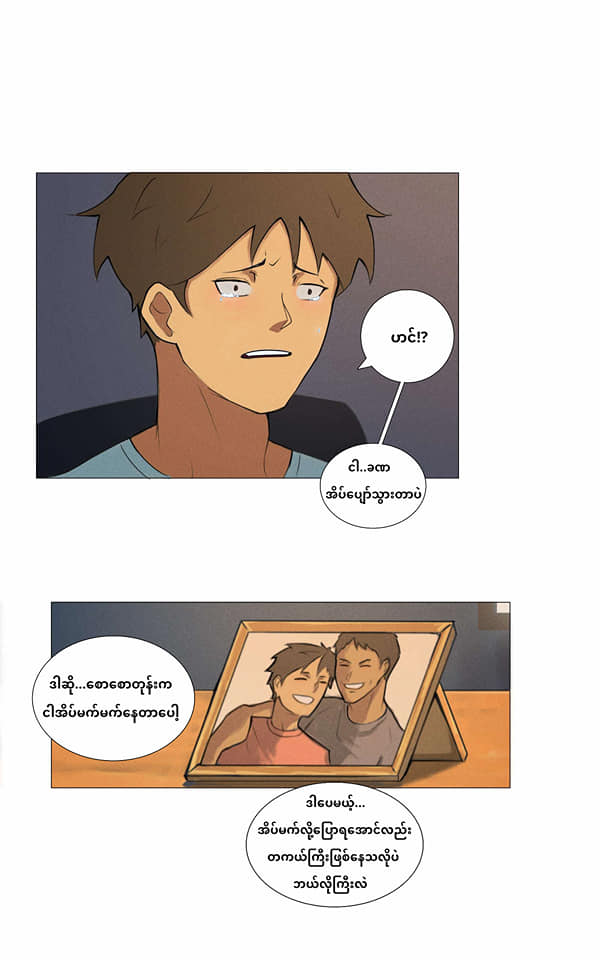 ဟင်!?
ငါ..ခဏ
အိပ်ပျော်သွားတာပဲ
ဒါဆို...စောစောတုန်းက
ငါအိပ်မက်မက်နေတာပေါ့
ဒါပေမယ့်...
အိပ်မက်လို့ပြောရအောင်လည်း
တကယ်ကြီးဖြစ်နေသလိုပဲ
ဘယ်လိုကြီးလဲ